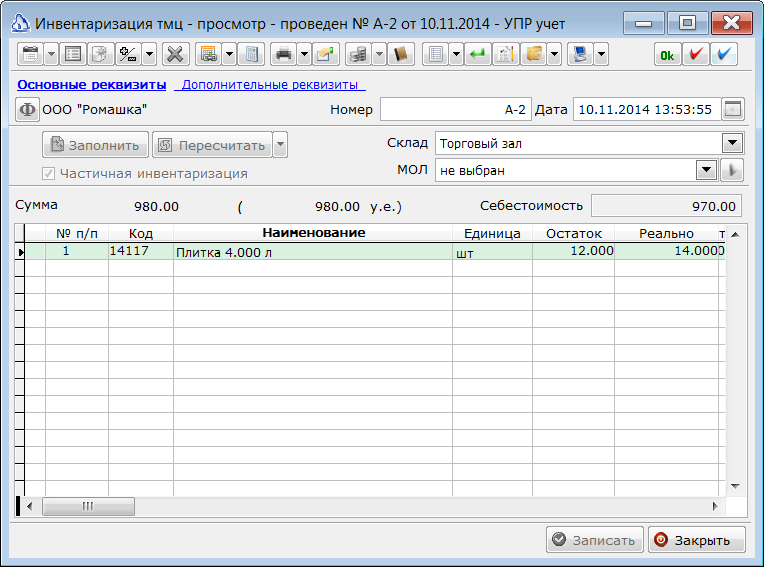 Инвентаризация тмц - просмотр - проведен № А-2 от 10.11.2014 - УПР учет
Ok
Основные реквизиты Дополнительные реквизиты
Ф ООО "Ромашка" Номер А-2 Дата 10.11.2014 13:53:55
Заполнить Пересчитать Склад Торговый зал
Частичная инвентаризация МОЛ не выбран
Сумма 980.00 ( 980.00 у.е.) Себестоимость 970.00
№ п/п Код Наименование Единица Остаток Реально т
1 14117 Плитка 4.000 л шт 12.000 14.0000
Записать Закрыть